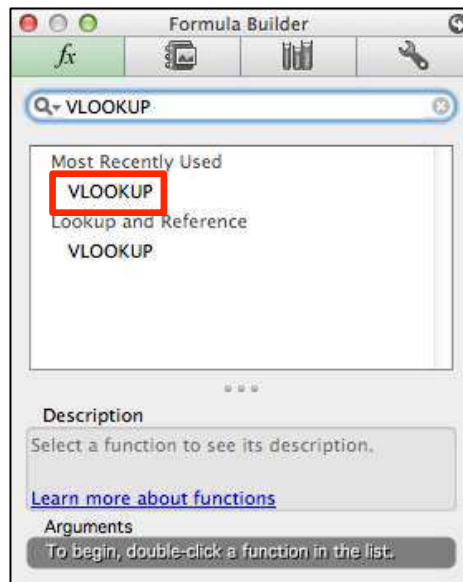 Formula Builder
fx
VLOOKUP
Most Recently Used
VLOOKUP
Lookup and Reference
VLOOKUP
Description
Select a function to see its description.
Learn more about functions
Arguments
To begin, double-click a function in the list.